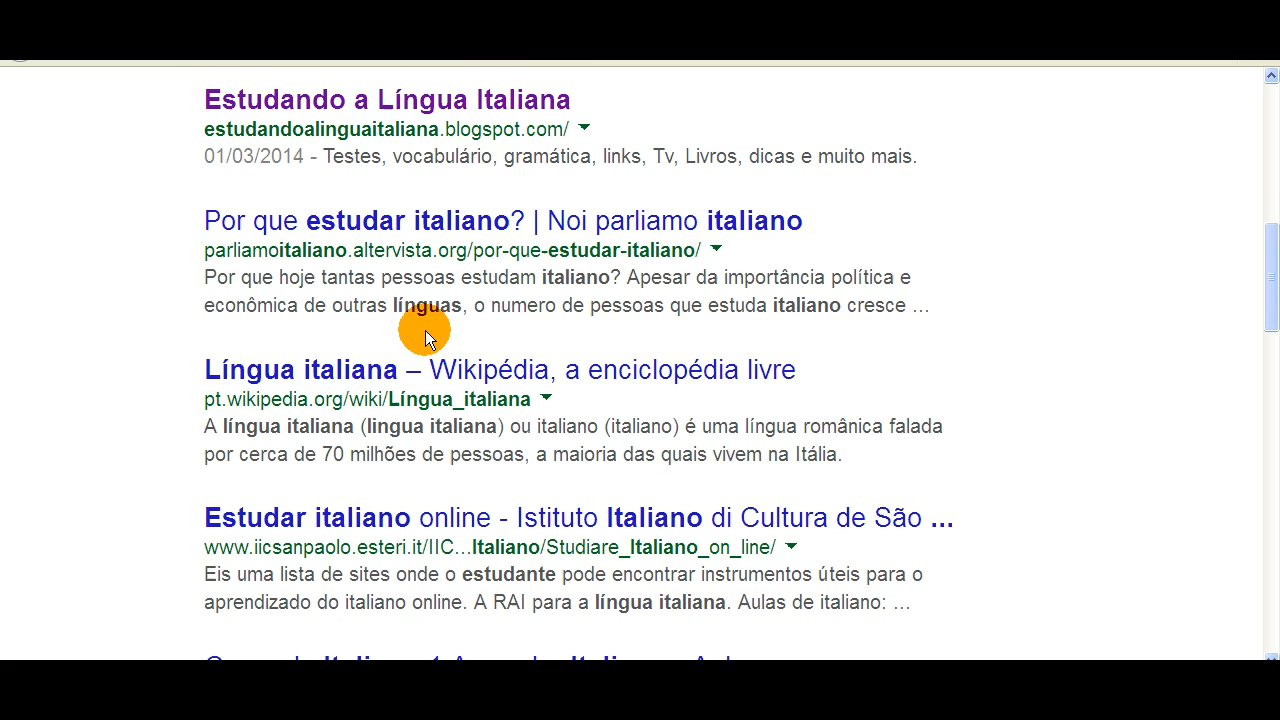 Estudando a Língua Italiana
estudandoalinguaitaliana.blogspot.com/
01/03/2014 - Testes, vocabulário, gramática, links, Tv, Livros, dicas e muito mais.
Por que estudar italiano? | Noi parliamo italiano
parliamoitaliano.altervista.org/por-que-estudar-italiano/
Por que hoje tantas pessoas estudam italiano? Apesar da importância política e
econômica de outras línguas, o numero de pessoas que estuda italiano cresce ...
Língua italiana – Wikipédia, a enciclopédia livre
pt.wikipedia.org/wiki/Língua_italiana
A língua italiana (lingua italiana) ou italiano (italiano) é uma língua românica falada
por cerca de 70 milhões de pessoas, a maioria das quais vivem na Itália.
Estudar italiano online - Istituto Italiano di Cultura de São ...
www.iicsanpaolo.esteri.it/IIC...Italiano/Studiare_Italiano_on_line/
Eis uma lista de sites onde o estudante pode encontrar instrumentos úteis para o
aprendizado do italiano online. A RAI para a língua italiana. Aulas de italiano: ...